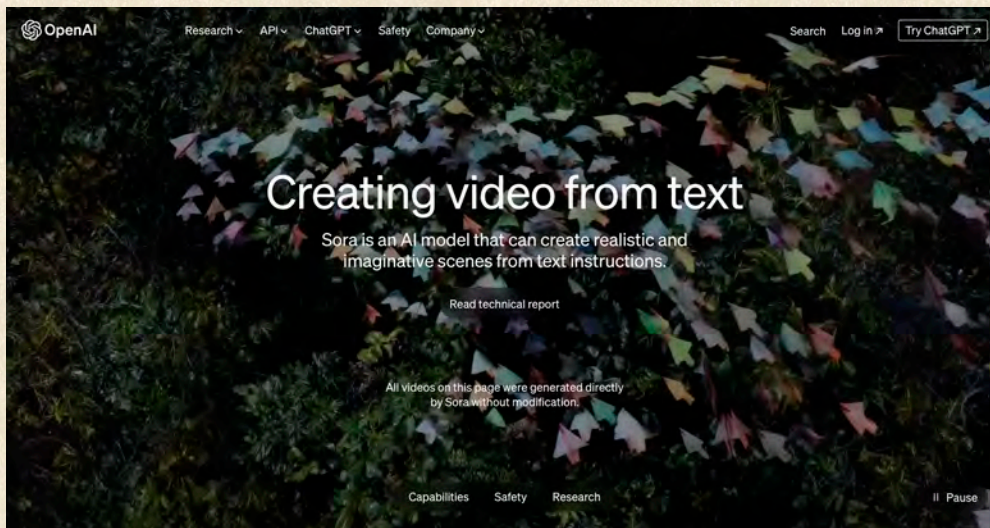 OpenAI Research API ChatGPT Safety Company Search Log in ↗ Try ChatGPT ↗
Creating video from text
Sora is an AI model that can create realistic and
imaginative scenes from text instructions.
Read technical report
All videos on this page were generated directly
by Sora without modification.
Capabilities Safety Research Pause